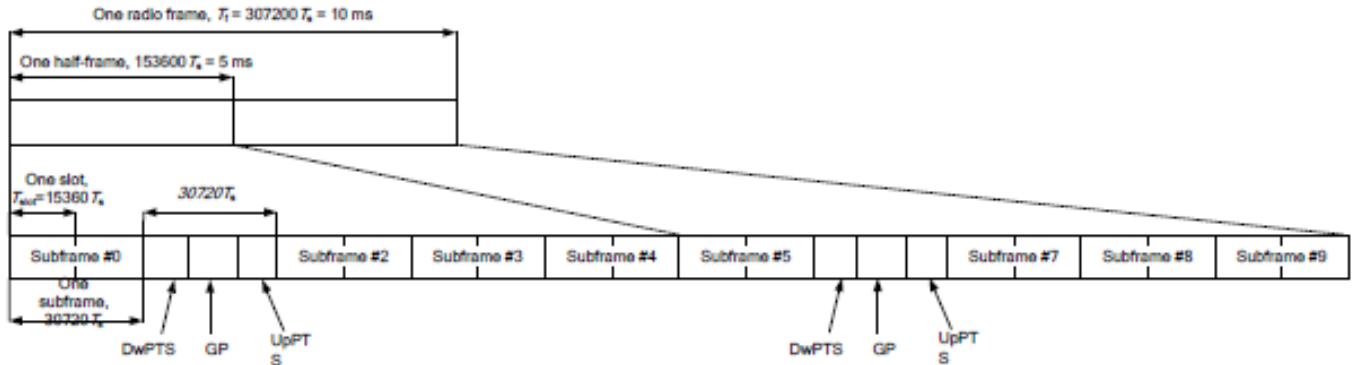 One radio frame, Tf = 307200 Ts = 10 ms
One half-frame, 153600 Ts = 5 ms
One slot,
Tslot=15360 Ts
30720Ts
Subframe #0
Subframe #2
Subframe #3
Subframe #4
Subframe #5
Subframe #7
Subframe #8
Subframe #9
One
subframe,
30720Ts
DwPTS
GP
UpPT
S
DwPTS
GP
UpPT
S